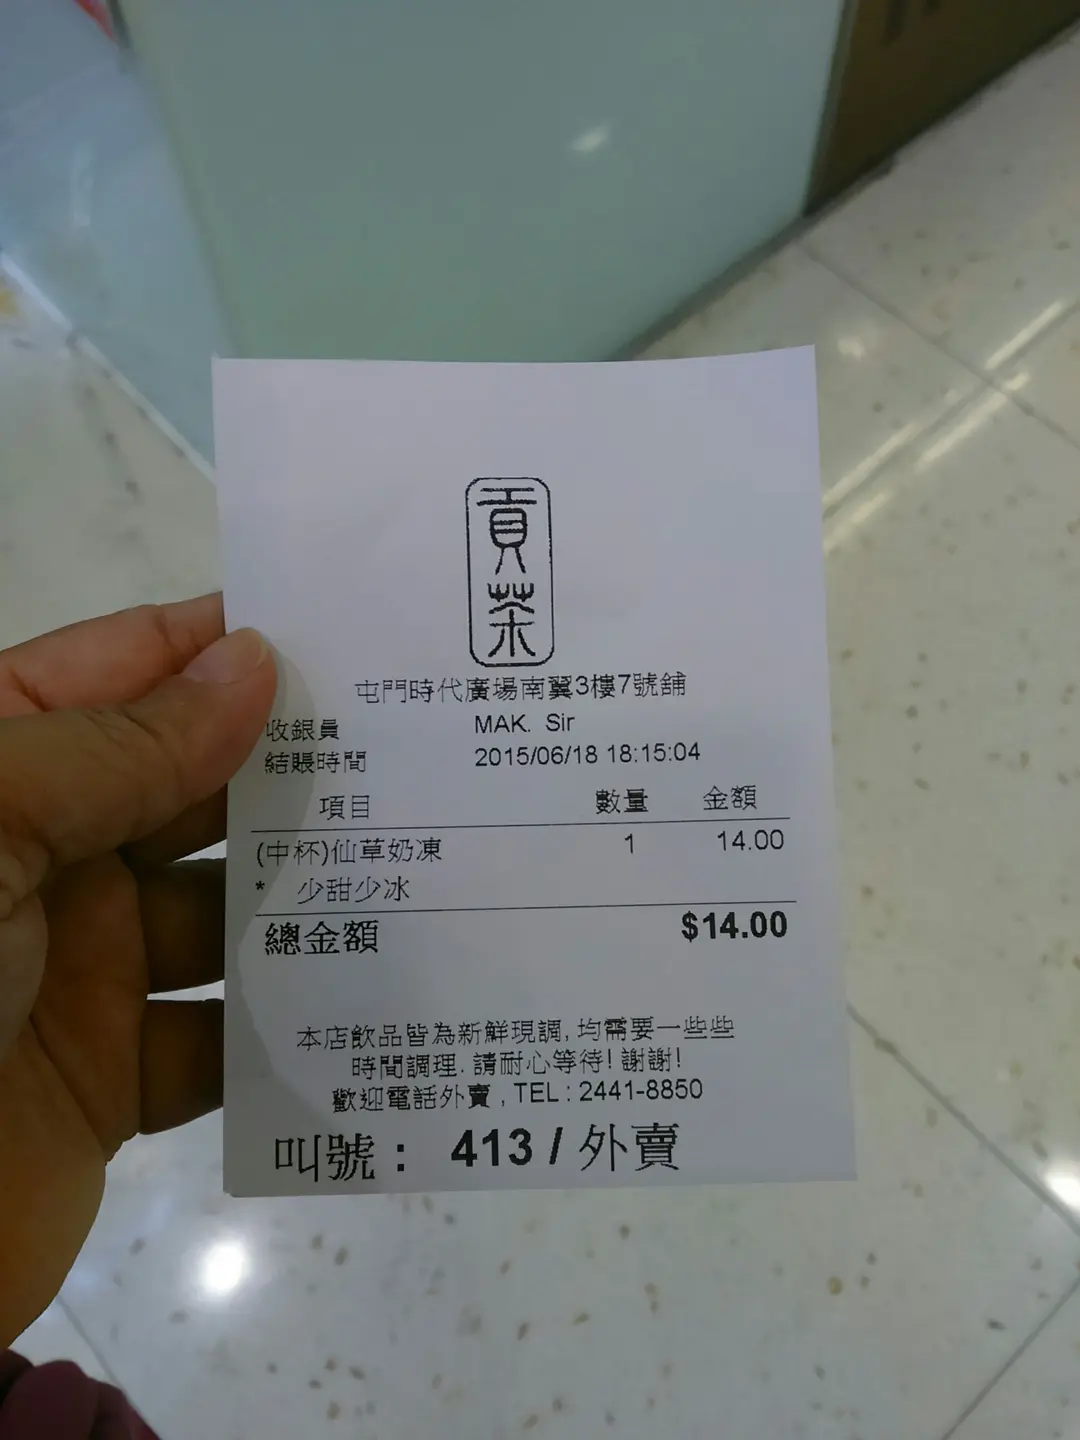 貢茶
屯門時代廣場南翼3樓7號舖
收銀員 MAK. Sir
結賬時間 2015/06/18 18:15:04
項目 數量 金額
(中杯)仙草奶凍 1 14.00
* 少甜少冰
總金額 $14.00
本店飲品皆為新鮮現調,均需要一些些
時間調理.請耐心等待!謝謝!
歡迎電話外賣,TEL:2441-8850
叫號: 413 / 外賣